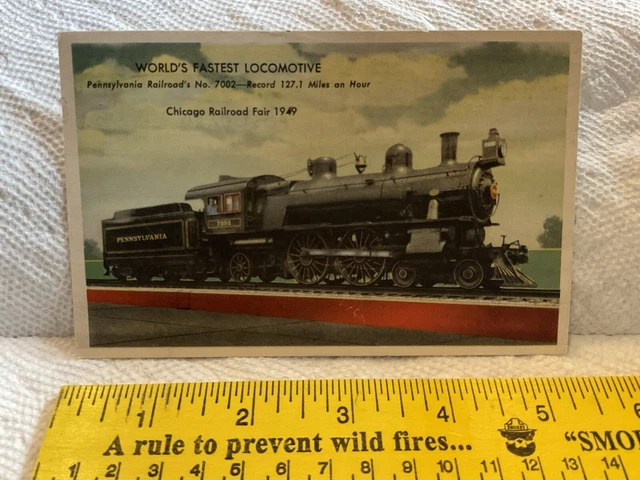 WORLD'S FASTEST LOCOMOTIVE
Pennsylvania Railroad's No. 7002—Record 127.1 Miles an Hour
Chicago Railroad Fair 1949
PENNSYLVANIA
7002
1 2 3 4 5
A rule to prevent wild fires... "SMO
1 2 3 4 5 6 7 8 9 10 11 12 13 14